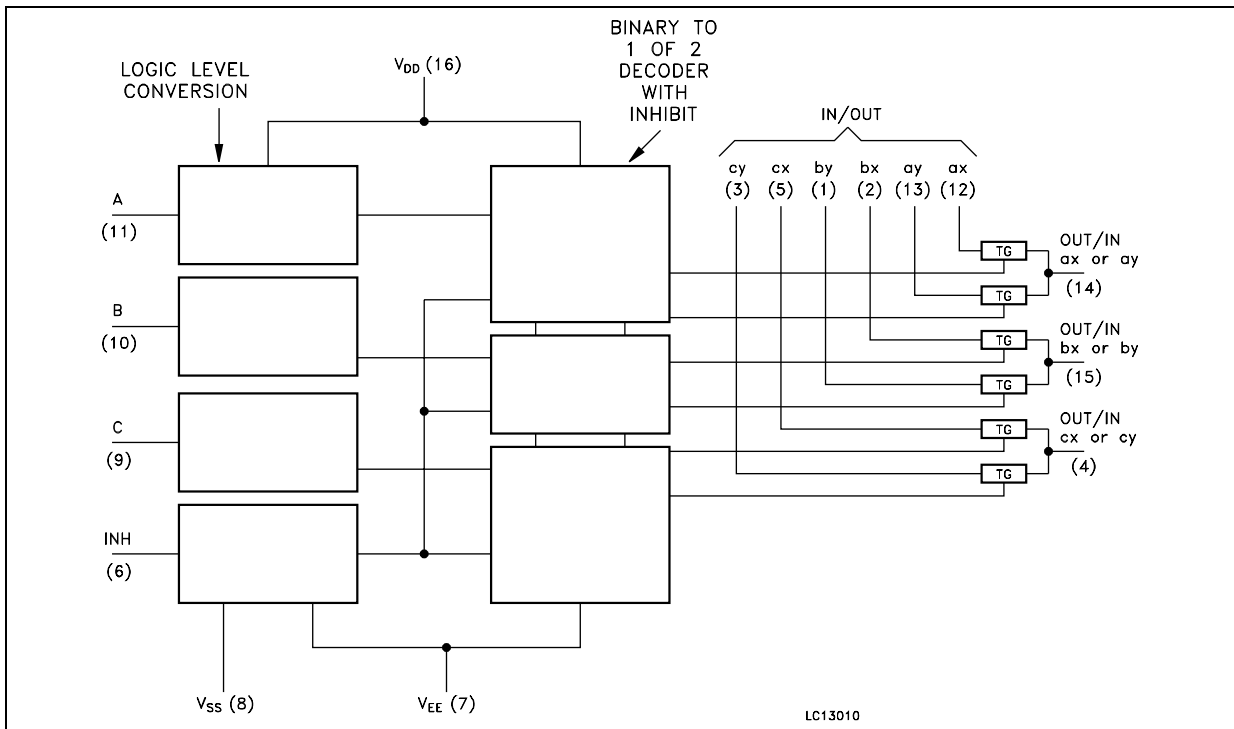 LOGIC LEVEL
CONVERSION
V_DD (16)
BINARY TO
1 OF 2
DECODER
WITH
INHIBIT
IN/OUT
cy cx by bx ay ax
(3) (5) (1) (2) (13) (12)
A
(11)
B
(10)
C
(9)
INH
(6)
TG
TG
TG
TG
TG
TG
OUT/IN
ax or ay
(14)
OUT/IN
bx or by
(15)
OUT/IN
cx or cy
(4)
V_SS (8)
V_EE (7)
LC13010